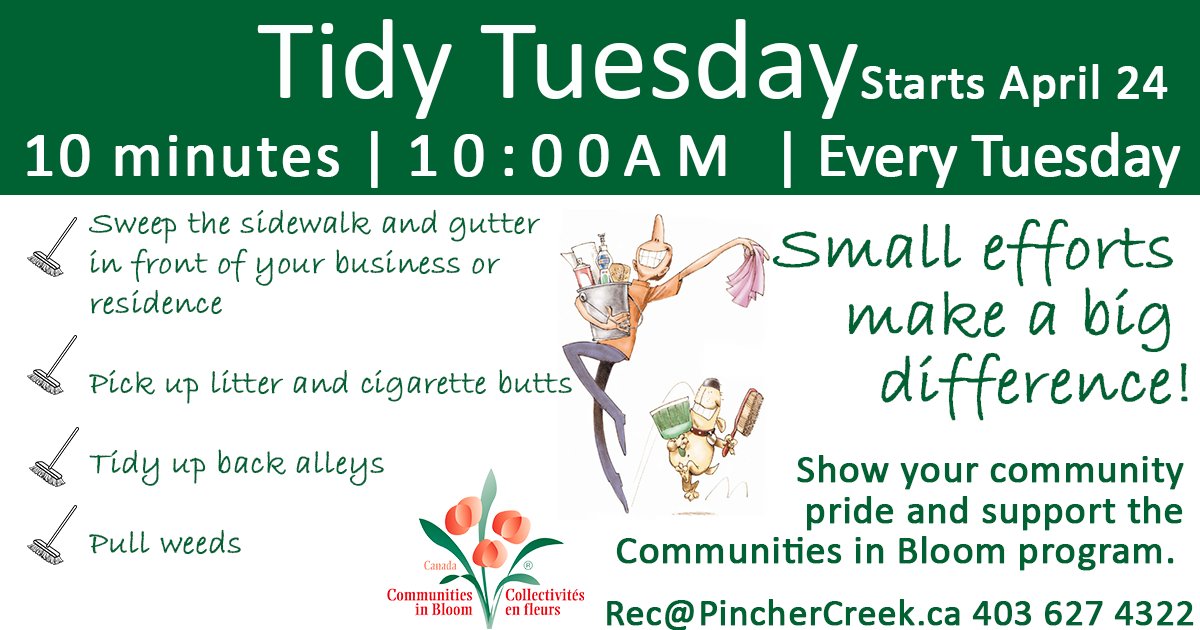 Tidy Tuesday Starts April 24
10 minutes | 10:00AM | Every Tuesday
Sweep the sidewalk and gutter
in front of your business or
residence
Pick up litter and cigarette butts
Tidy up back alleys
Pull weeds
Small efforts
make a big
difference!
Show your community
pride and support the
Communities in Bloom program.
Canada ®
Communities Collectivités
in Bloom en fleurs
Rec@PincherCreek.ca 403 627 4322